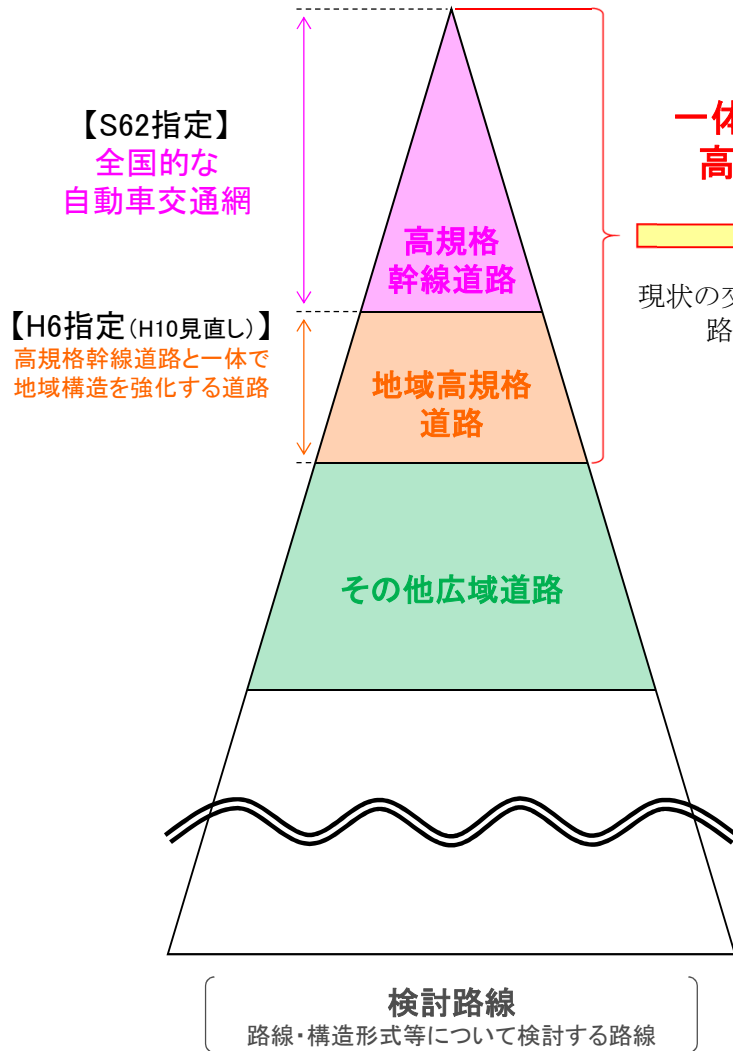 【S62指定】
全国的な
自動車交通網
高規格
幹線道路
【H6指定(H10見直し)】
高規格幹線道路と一体で
地域構造を強化する道路
地域高規格
道路
その他広域道路
一体
高
現状の交
路
検討路線
路線・構造形式等について検討する路線